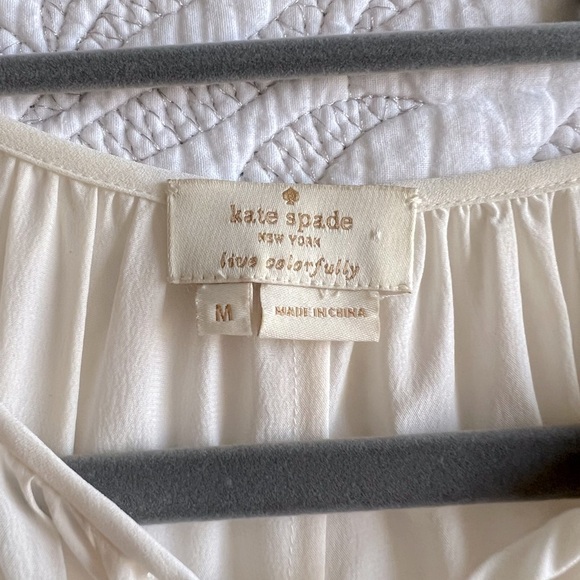 kate spade
NEW YORK
live colorfully
M
MADE IN CHINA